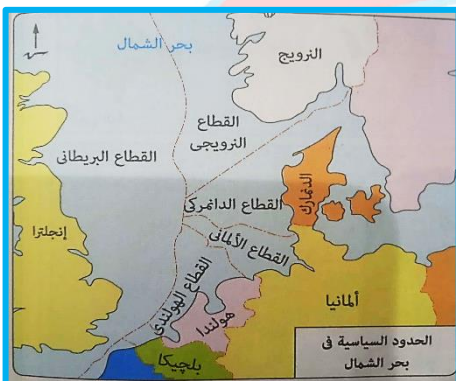 بحر الشمال
النرويج
القطاع
النرويجى
القطاع البريطانى
الدنمارك
القطاع الدانمركى
إنجلترا
القطاع الألمانى
القطاع الهولندى
هولندا
ألمانيا
بلچيكا
الحدود السياسية فى
بحر الشمال